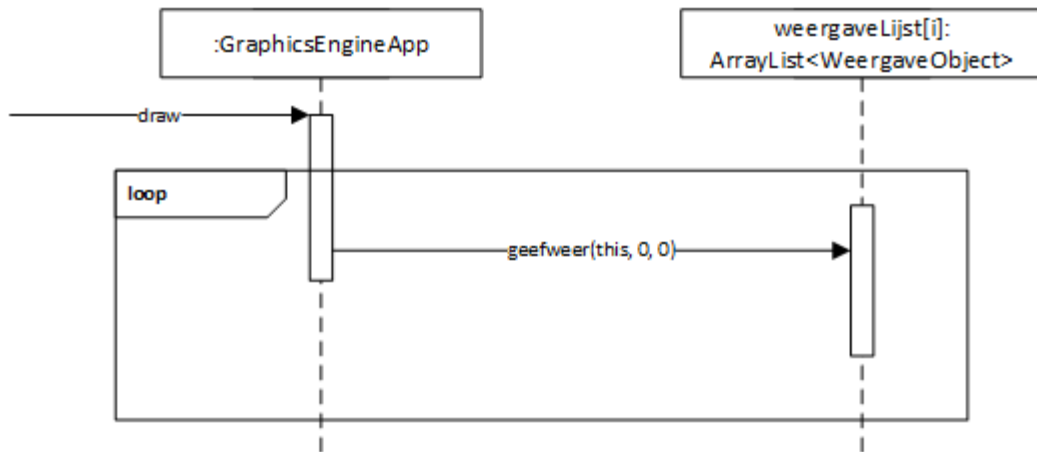 :GraphicsEngineApp
weergaveLijst[i]:
ArrayList<WeergaveObject>
draw
loop
geefweer(this, 0, 0)